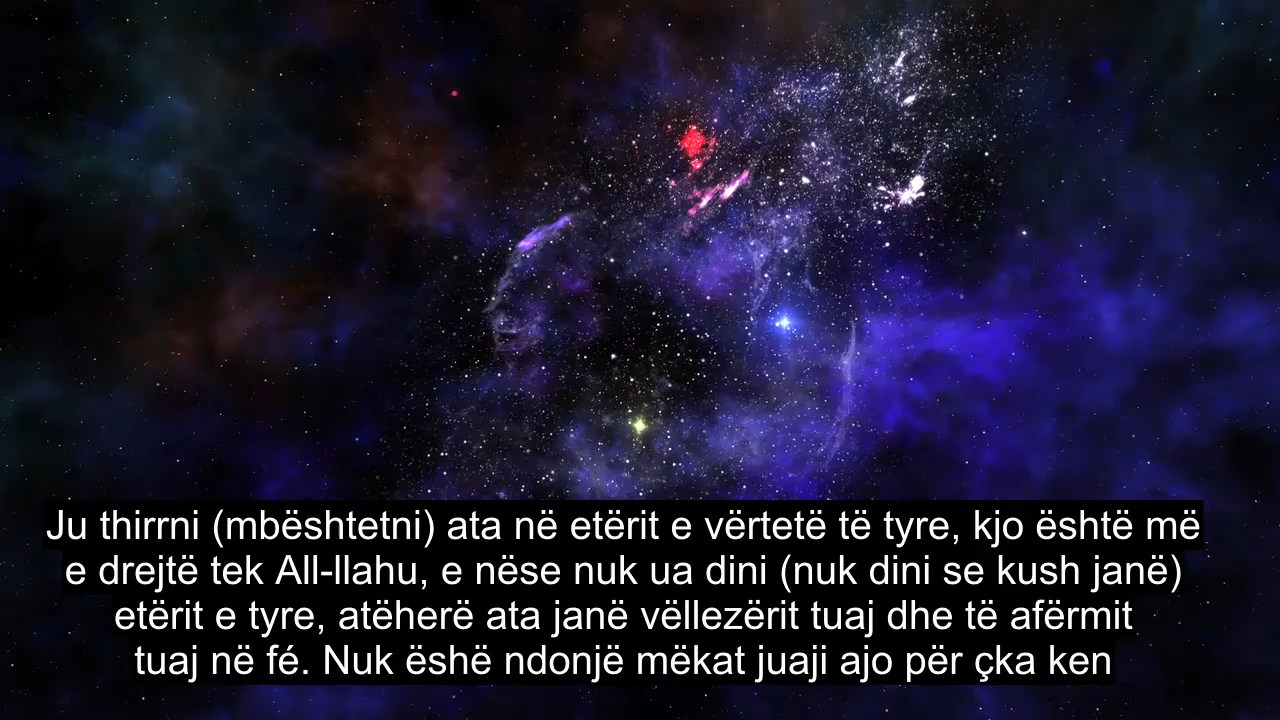 Ju thirrni (mbështetni) ata në etërit e vërtetë të tyre, kjo është më
e drejtë tek All-llahu, e nëse nuk ua dini (nuk dini se kush janë)
etërit e tyre, atëherë ata janë vëllezërit tuaj dhe të afërmit
tuaj në fé. Nuk ëshë ndonjë mëkat juaji ajo për çka ken